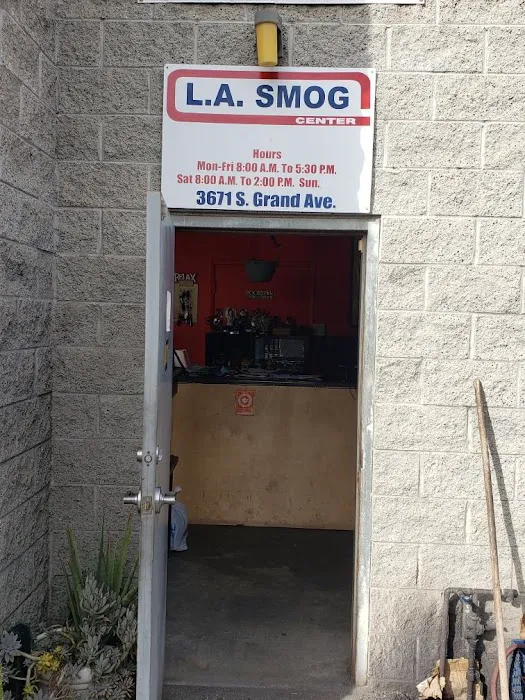 L.A. SMOG
CENTER
Hours
Mon-Fri 8:00 A.M. To 5:30 P.M.
Sat 8:00 A.M. To 2:00 P.M. Sun.
3671 S. Grand Ave.
RELAX